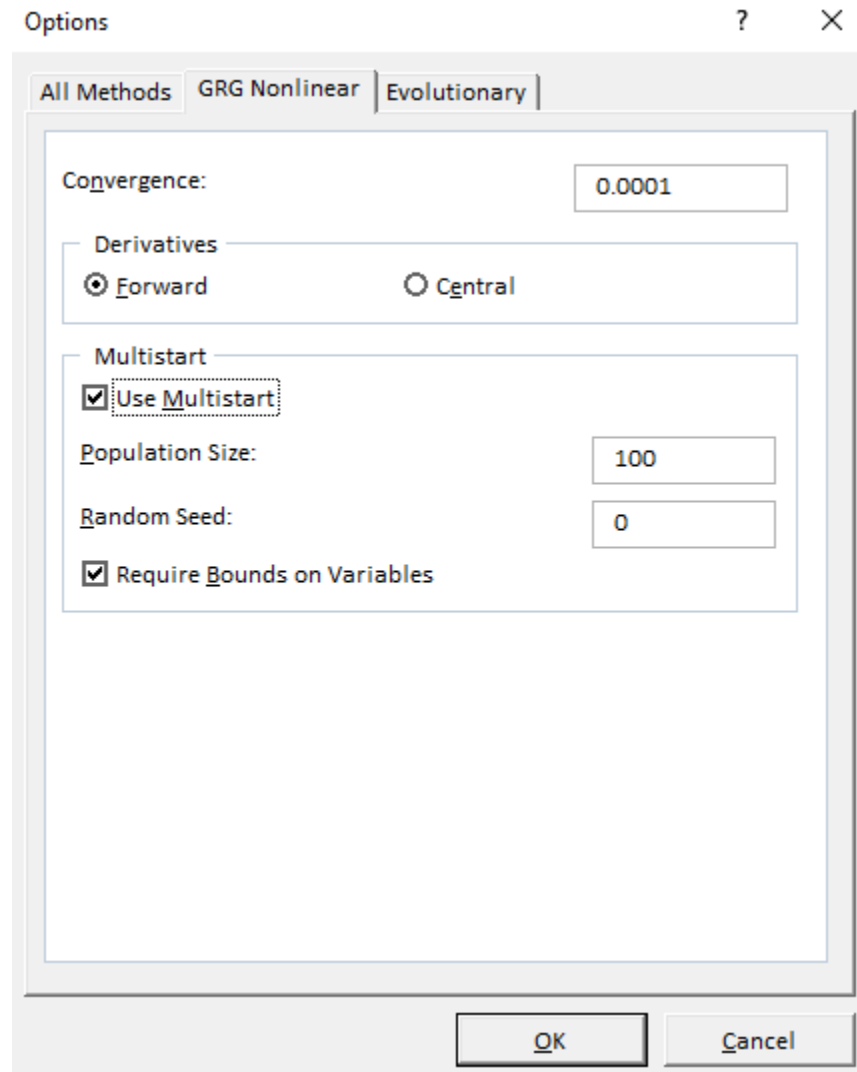 Options ? ×
All Methods GRG Nonlinear Evolutionary
Convergence: 0.0001
Derivatives
Forward Central
Multistart
Use Multistart
Population Size: 100
Random Seed: 0
Require Bounds on Variables
OK Cancel